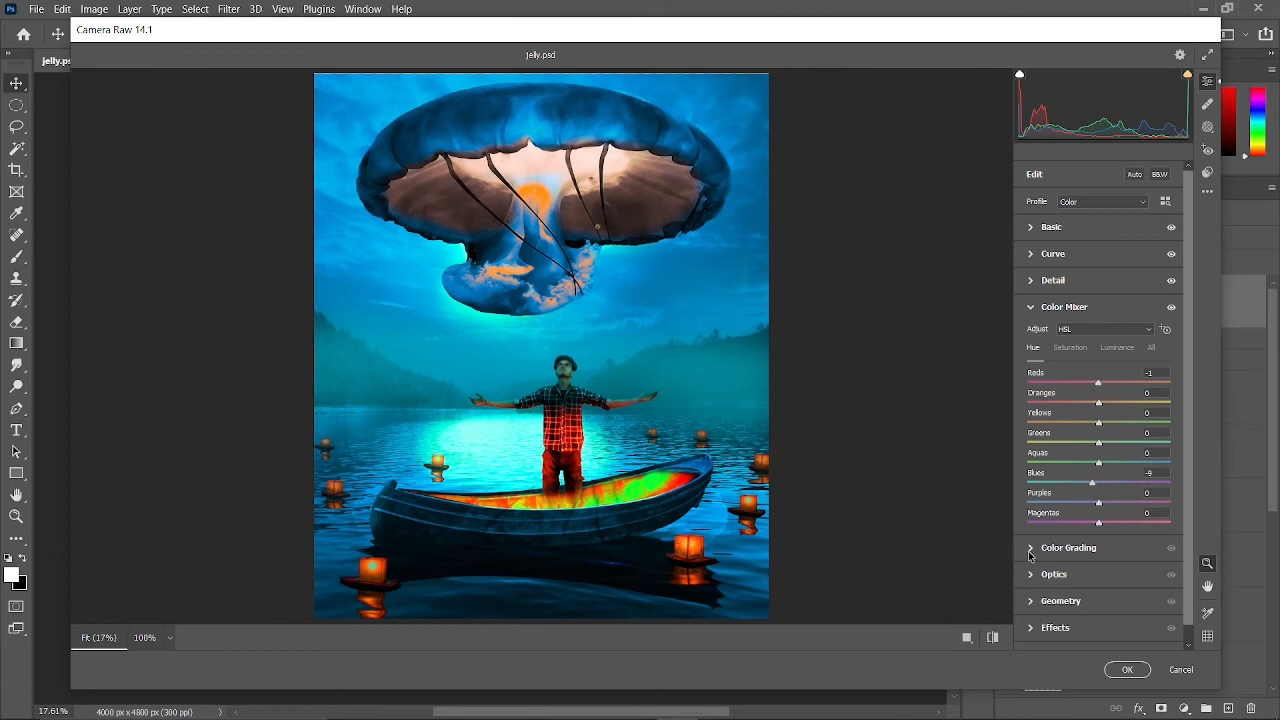 Ps File Edit Image Layer Type Select Filter 3D View Plugins Window Help
Camera Raw 14.1
jelly.psd
jelly.ps
Edit Auto B&W
Profile Color
Basic
Curve
Detail
Color Mixer
Adjust HSL
Hue Saturation Luminance All
Reds -1
Oranges 0
Yellows 0
Greens 0
Aquas 0
Blues -9
Purples 0
Magentas 0
Color Grading
Optics
Geometry
Effects
Fit (17%) 100%
OK Cancel
17.61% 4000 px x 4800 px (300 ppi)